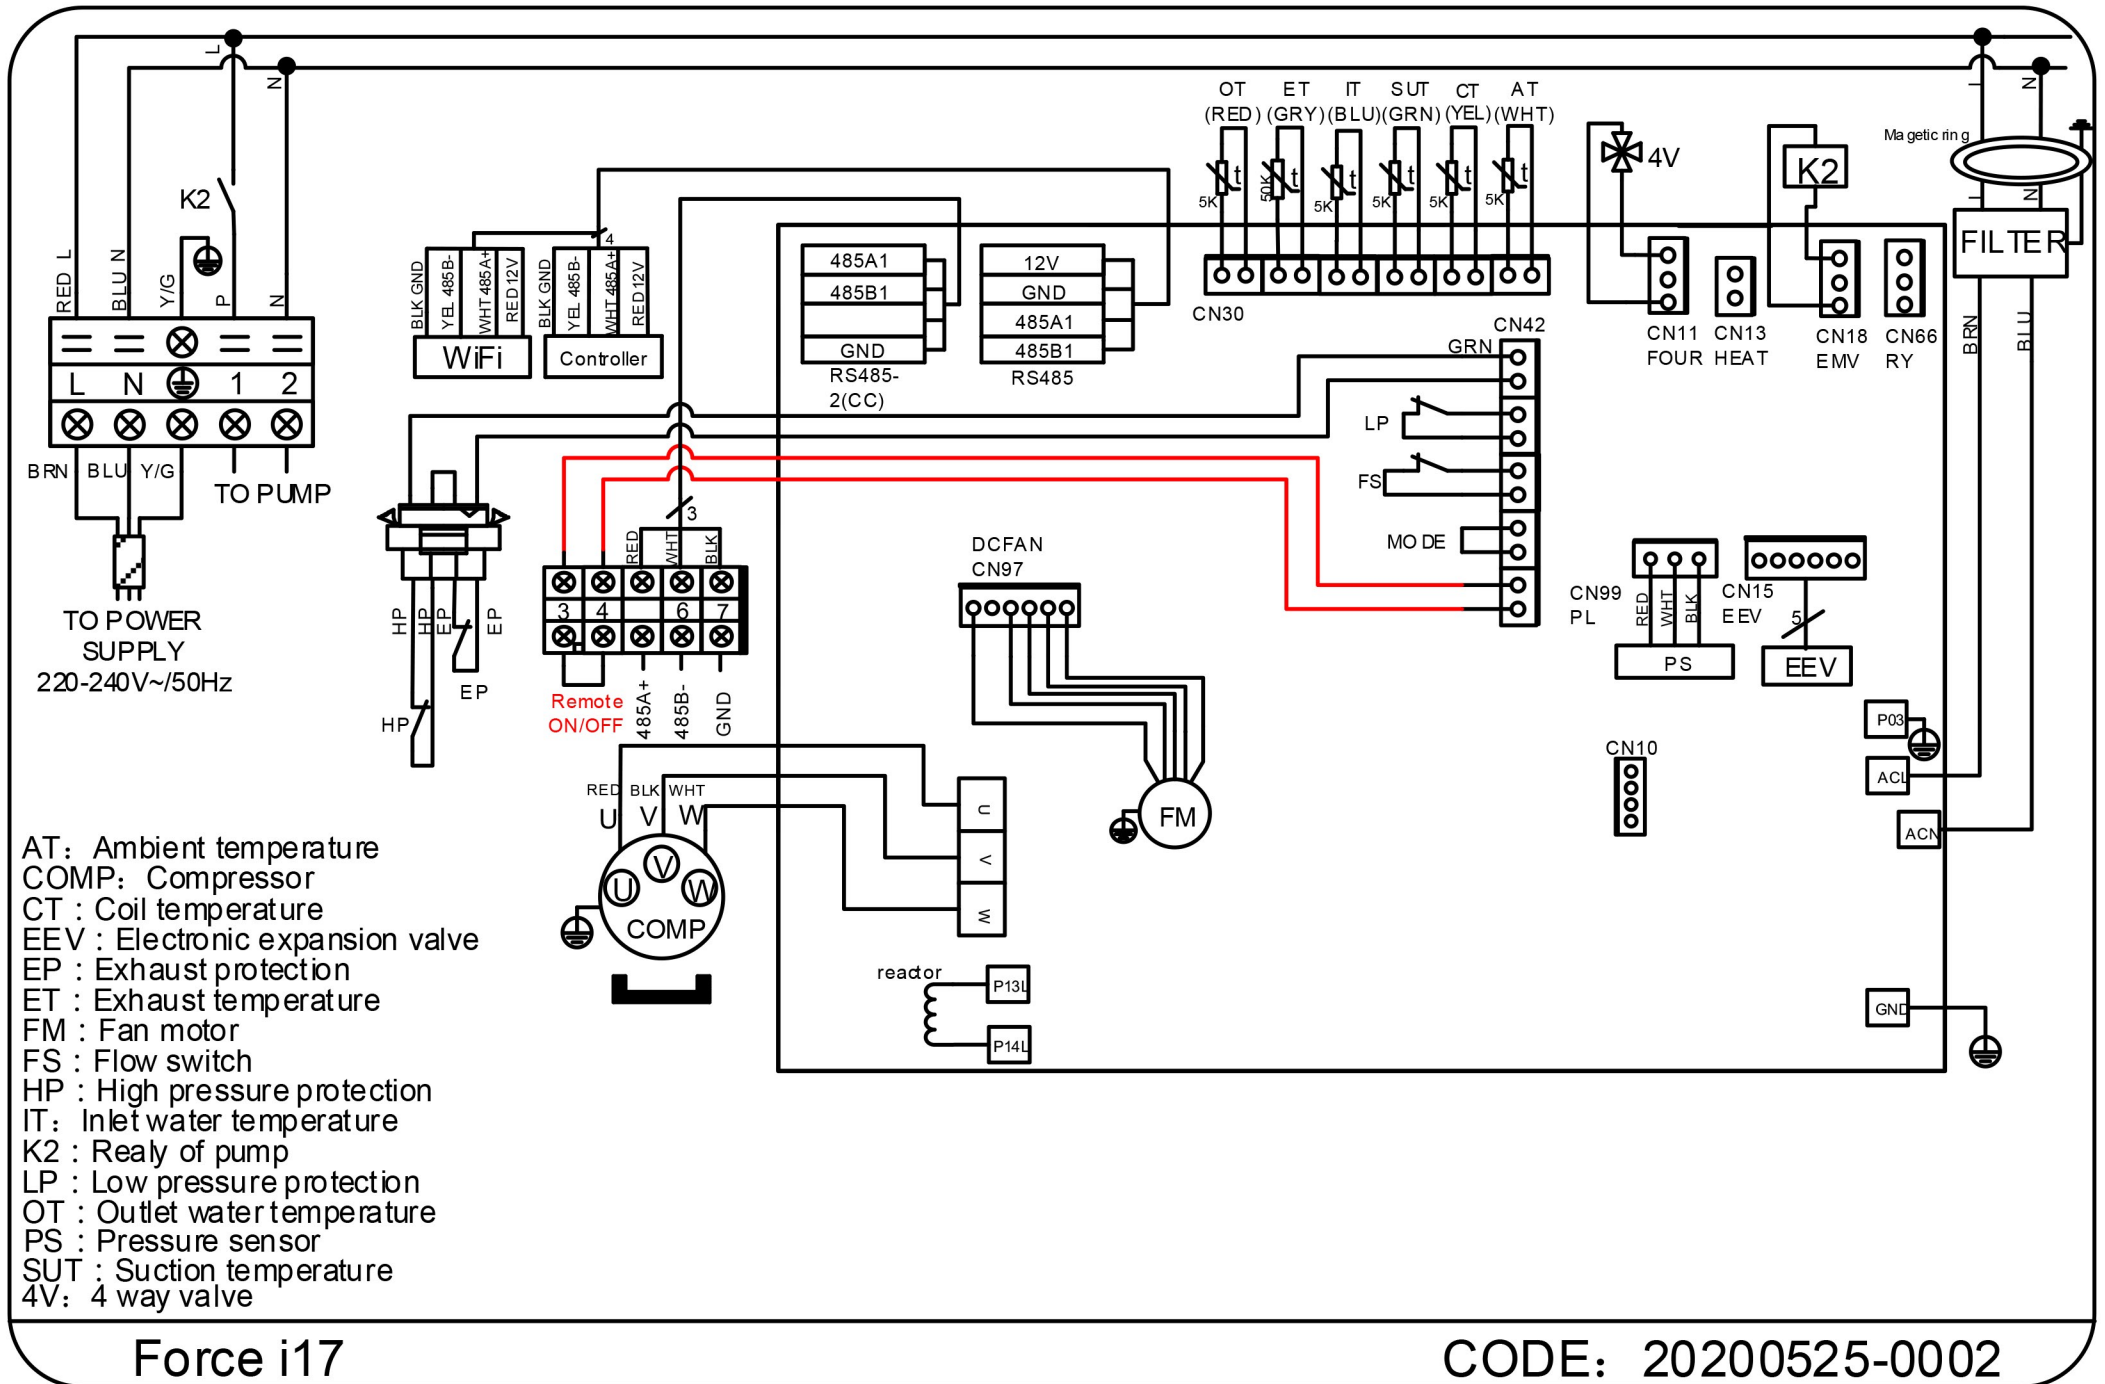 L
N
K2
RED L
BLU N
Y/G
P
N
L N 1 2
BRN BLU Y/G
TO PUMP
TO POWER
SUPPLY
220-240V~/50Hz
BLK GND
YEL 485B-
WHT 485A+
RED12V
WiFi
BLK GND
YEL 485B-
WHT 485A+
RED12V
Controller
4
485A1
485B1
GND
RS485-
2(CC)
12V
GND
485A1
485B1
RS485
OT ET IT SUT CT AT
(RED) (GRY) (BLU) (GRN) (YEL) (WHT)
t t t t t t
5K 50K 5K 5K 5K 5K
CN30
4V
K2
CN11
FOUR
CN13
HEAT
CN18
EMV
CN66
RY
Magetic ring
L N
L N
FILTER
BRN
BLU
CN42
GRN
LP
FS
MODE
HP
HP
EP
EP
EP
HP
3
RED
WHT
BLK
3 4 6 7
Remote
ON/OFF
485A+
485B-
GND
DCFAN
CN97
FM
CN99
PL
RED
WHT
BLK
PS
CN15
EEV
5
EEV
P03
ACL
ACN
CN10
GND
RED BLK WHT
U V W
U V W
COMP
U
V
W
reactor
P13L
P14L
AT: Ambient temperature
COMP: Compressor
CT : Coil temperature
EEV : Electronic expansion valve
EP : Exhaust protection
ET : Exhaust temperature
FM : Fan motor
FS : Flow switch
HP : High pressure protection
IT: Inlet water temperature
K2 : Realy of pump
LP : Low pressure protection
OT : Outlet water temperature
PS : Pressure sensor
SUT : Suction temperature
4V: 4 way valve
Force i17
CODE: 20200525-0002